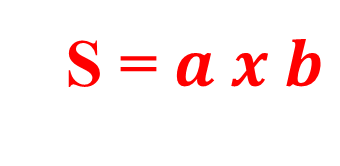 S = a x b